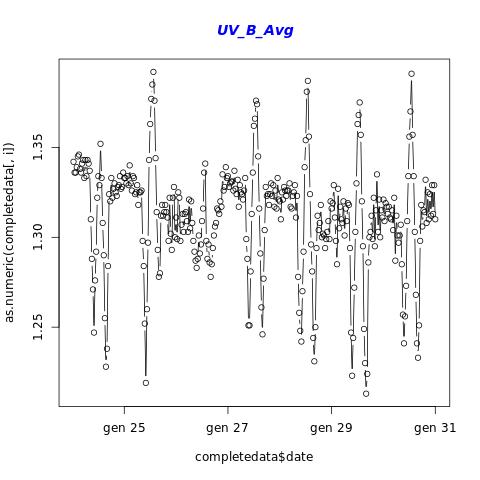 UV_B_Avg
as.numeric(completedata[, i])
1.35
1.30
1.25
gen 25
gen 27
gen 29
gen 31
completedata$date